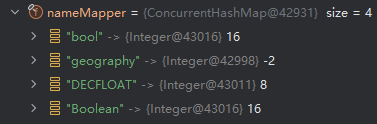 nameMapper = {ConcurrentHashMap@42931} size = 4
"bool" -> {Integer@43016} 16
"geography" -> {Integer@42998} -2
"DECFLOAT" -> {Integer@43011} 8
"Boolean" -> {Integer@43016} 16